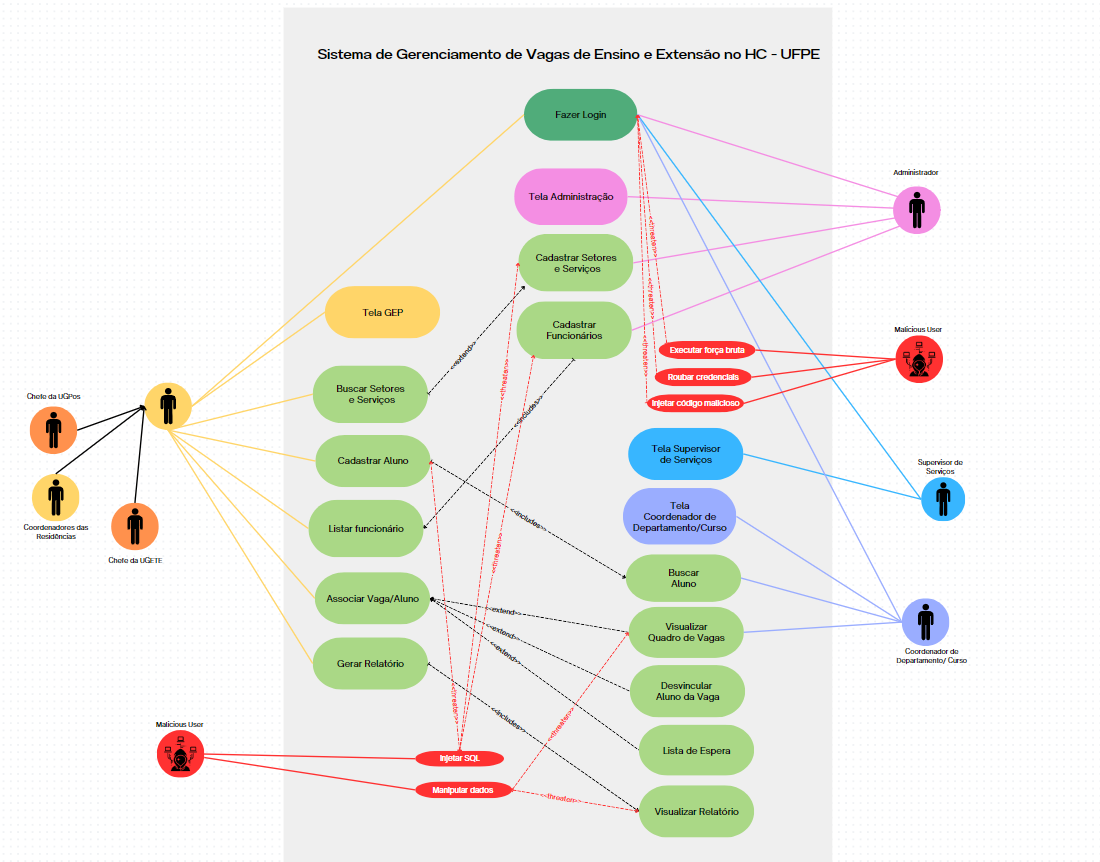 Sistema de Gerenciamento de Vagas de Ensino e Extensão no HC - UFPE
Fazer Login
Administrador
Tela Administração
<<threaten>>
Cadastrar Setores
e Serviços
<<threaten>>
Tela GEP
Cadastrar
Funcionários
Malicious User
<<threaten>>
Executar força bruta
<<extend>>
Roubar credenciais
<<threaten>>
Buscar Setores
e Serviços
Chefe da UGPos
Injetar código malicioso
<<includes>>
Tela Supervisor
de Serviços
Cadastrar Aluno
Supervisor de
Serviços
Tela
Coordenador de
Departamento/Curso
<<includes>>
Coordenadores das
Residências
Listar funcionário
<<threaten>>
Chefe da UGETE
Buscar
Aluno
Associar Vaga/Aluno
<<extend>>
<<extend>>
<<extend>>
Visualizar
Quadro de Vagas
Coordenador de
Departamento/ Curso
Gerar Relatório
Desvincular
Aluno da Vaga
<<threaten>>
<<includes>>
<<threaten>>
Malicious User
Injetar SQL
Lista de Espera
Manipular dados
<<threaten>>
Visualizar Relatório